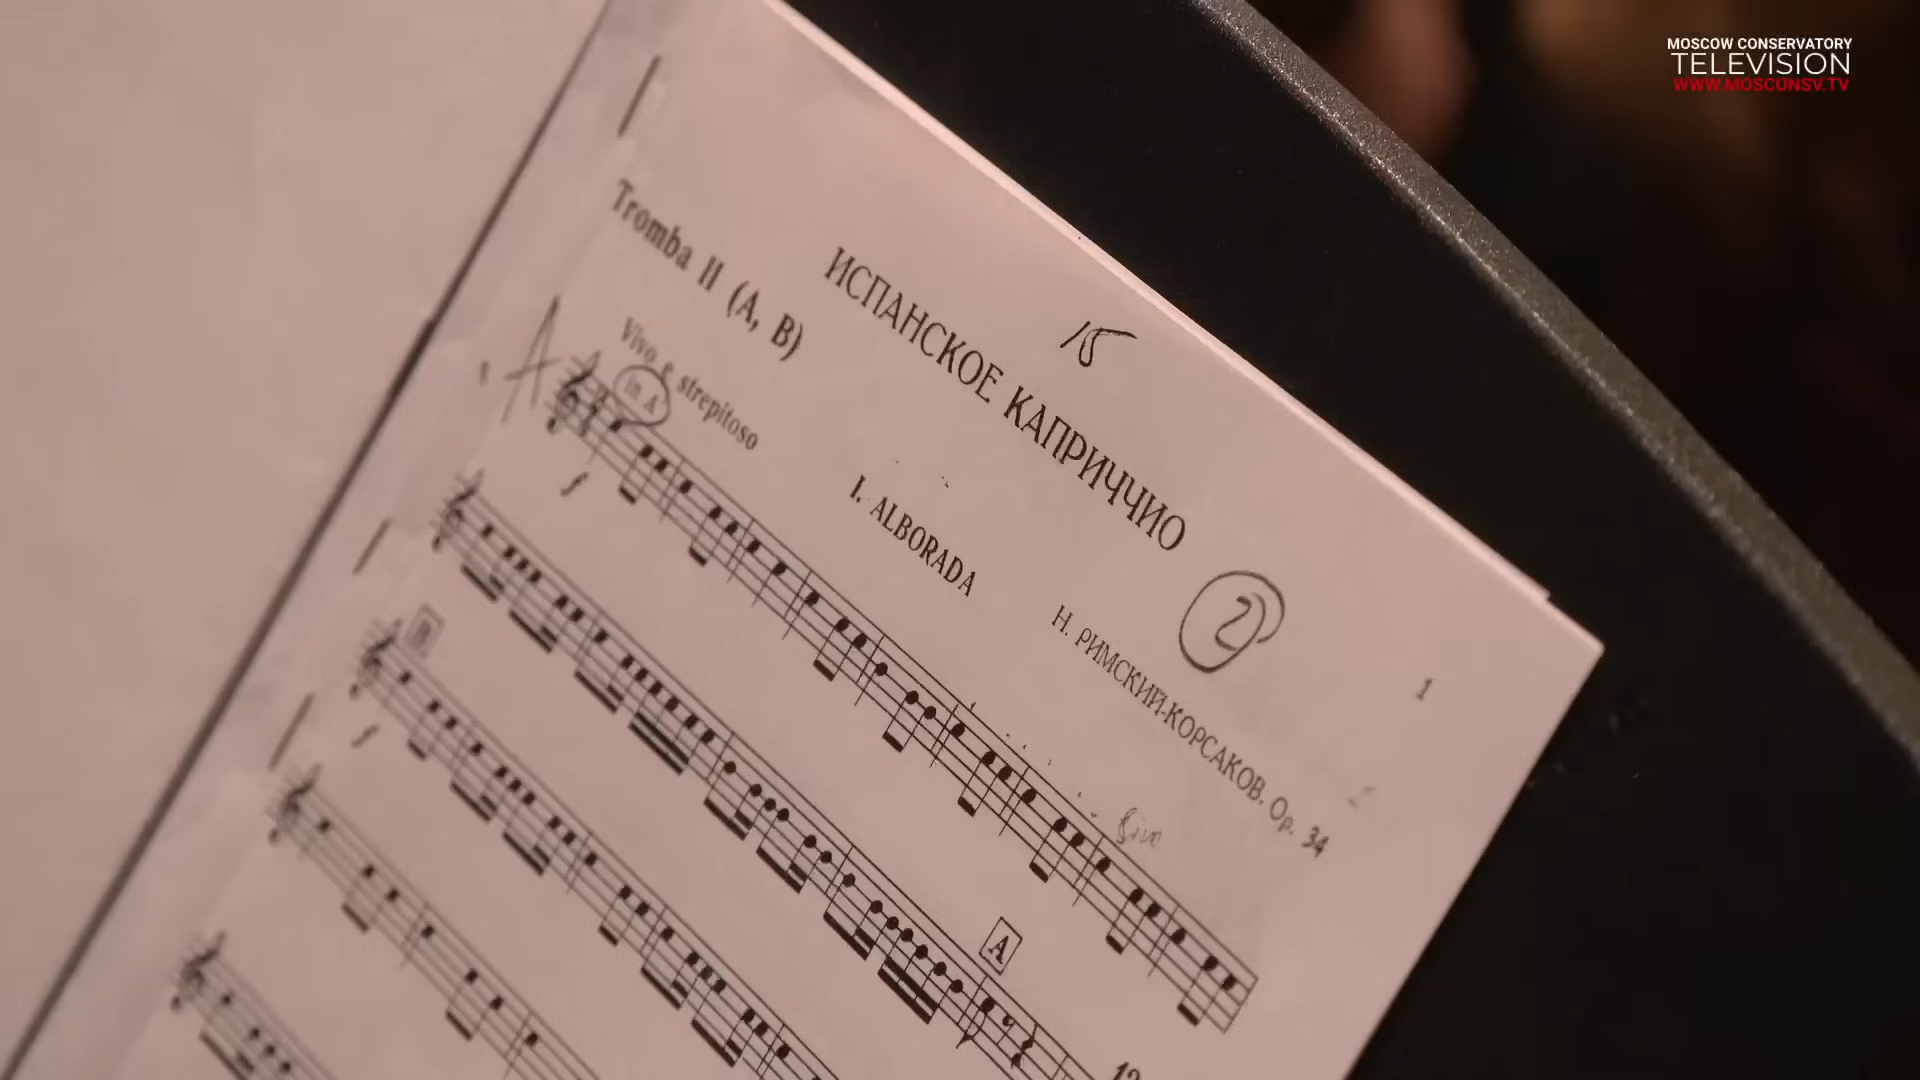 MOSCOW CONSERVATORY
TELEVISION
WWW.MOSCONSV.TV
15
ИСПАНСКОЕ КАПРИЧЧИО
Tromba II (A, B)
2
1
I. ALBORADA
Н. РИМСКИЙ-КОРСАКОВ. Op. 34
Vivo e strepitoso
A
in A
f
A
B
f
12